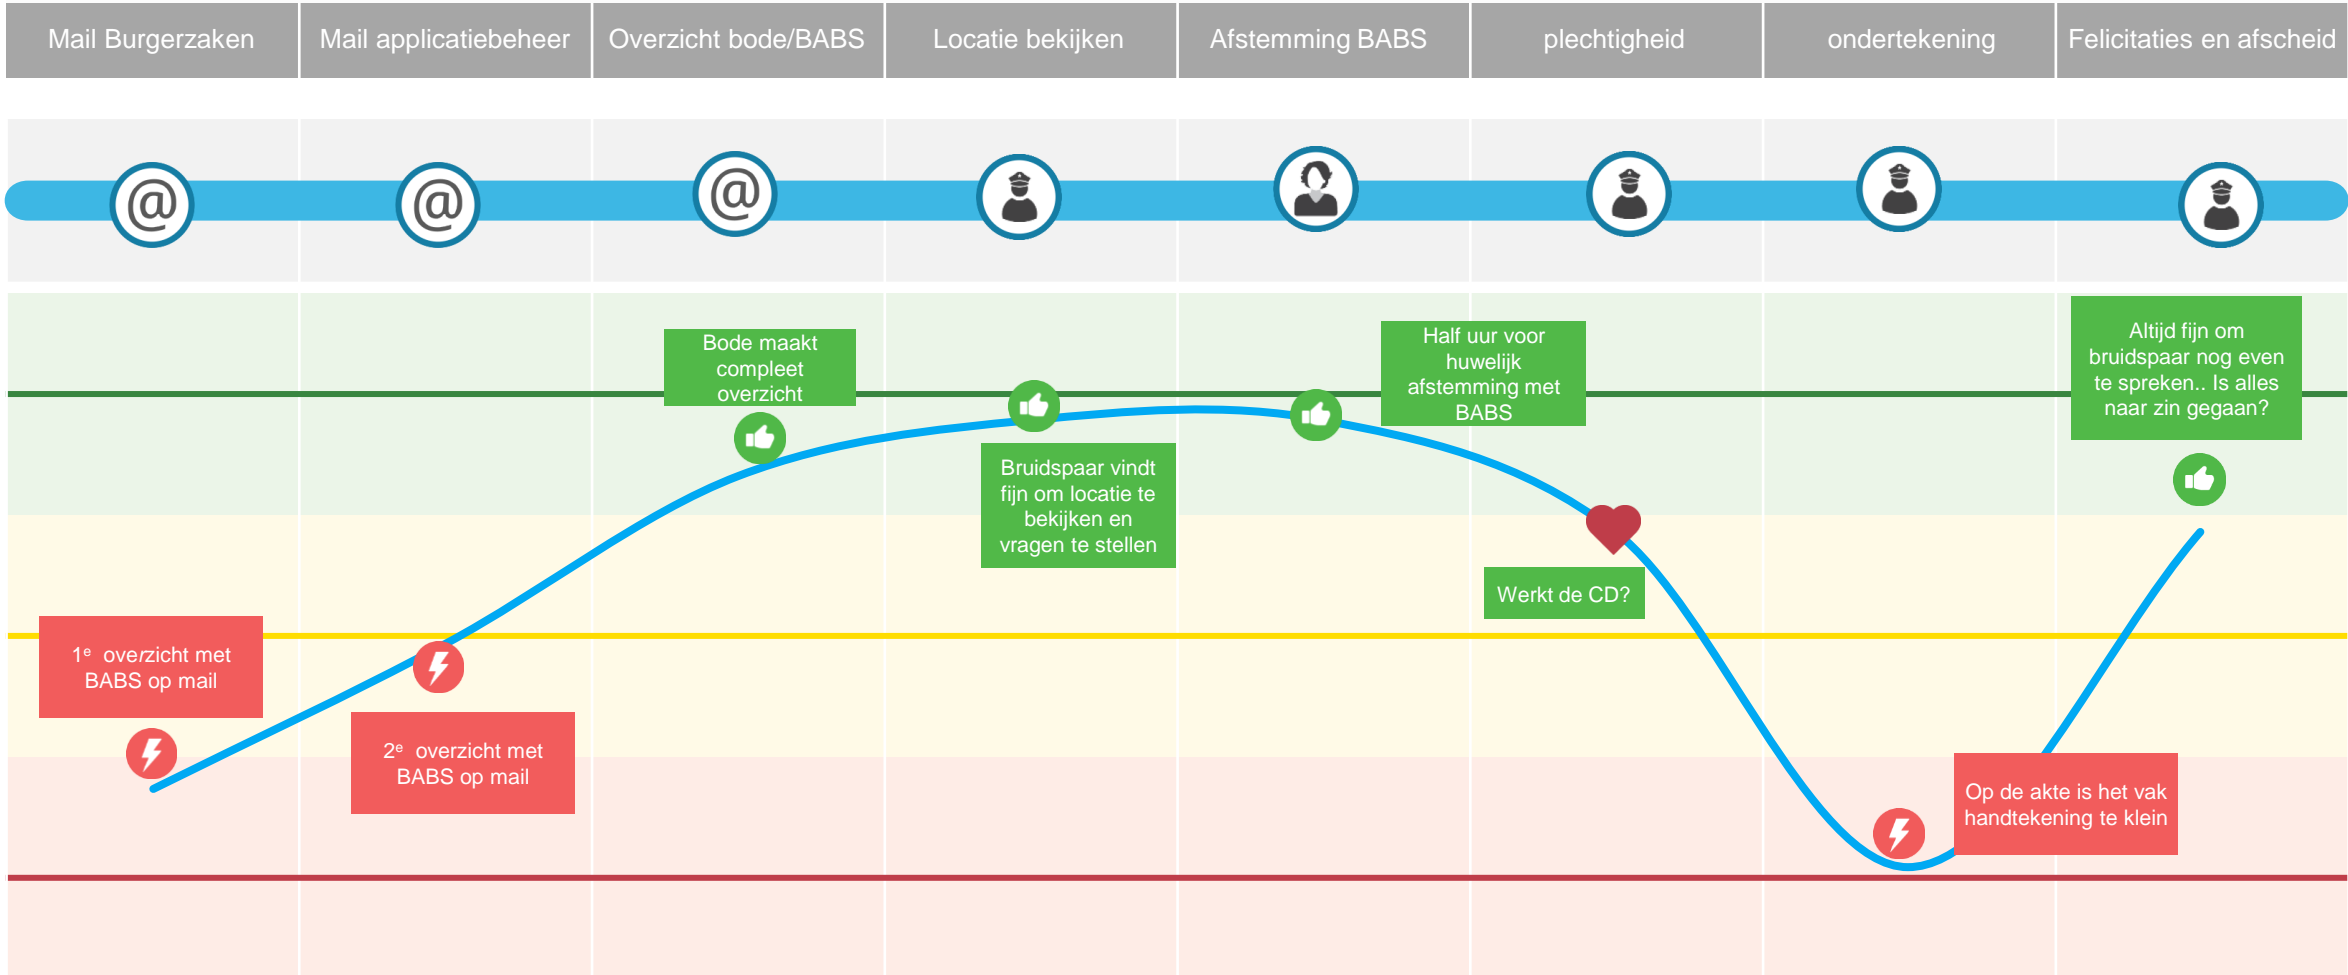 Mail Burgerzaken
Mail applicatiebeheer
Overzicht bode/BABS
Locatie bekijken
Afstemming BABS
plechtigheid
ondertekening
Felicitaties en afscheid
@
@
@
1e overzicht met
BABS op mail
2e overzicht met
BABS op mail
Bode maakt
compleet
overzicht
Bruidspaar vindt
fijn om locatie te
bekijken en
vragen te stellen
Half uur voor
huwelijk
afstemming met
BABS
Werkt de CD?
Op de akte is het vak
handtekening te klein
Altijd fijn om
bruidspaar nog even
te spreken.. Is alles
naar zin gegaan?